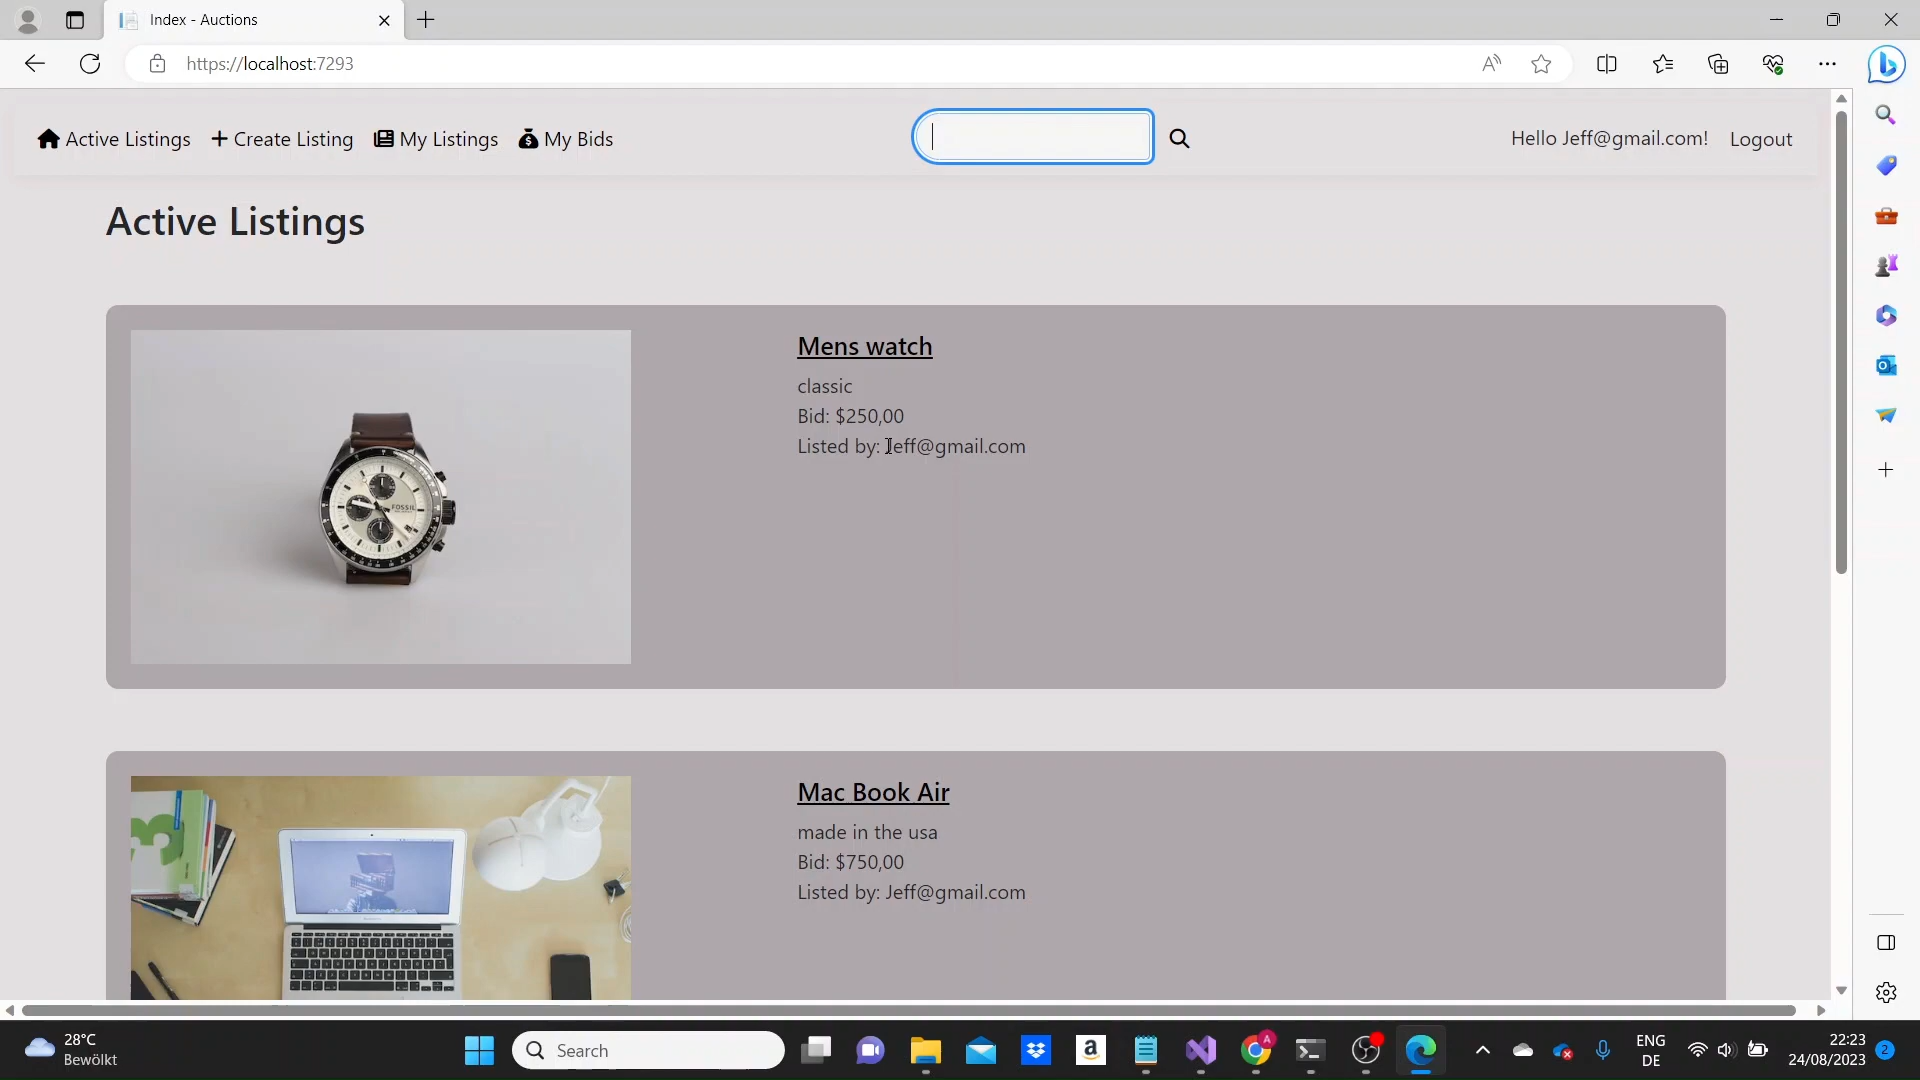 Index - Auctions
https://localhost:7293
Active Listings
Create Listing
My Listings
My Bids
Hello Jeff@gmail.com!
Logout
Active Listings
Mens watch
classic
Bid: $250,00
Listed by: Jeff@gmail.com
FOSSIL
Mac Book Air
made in the usa
Bid: $750,00
Listed by: Jeff@gmail.com
28°C
Bewölkt
Search
ENG
DE
22:23
24/08/2023
2